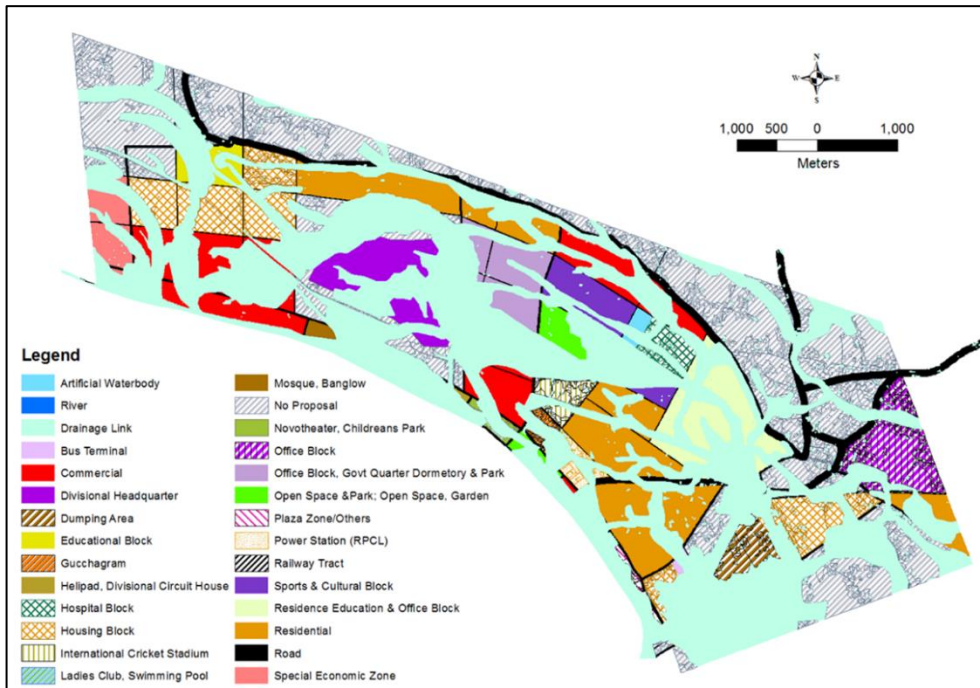 N
W E
S
1,000 500 0 1,000
Meters
Legend
Artificial Waterbody
River
Drainage Link
Bus Terminal
Commercial
Divisional Headquarter
Dumping Area
Educational Block
Gucchagram
Helipad, Divisional Circuit House
Hospital Block
Housing Block
International Cricket Stadium
Ladies Club, Swimming Pool
Mosque, Banglow
No Proposal
Novotheater, Childreans Park
Office Block
Office Block, Govt Quarter Dormetory & Park
Open Space &Park; Open Space, Garden
Plaza Zone/Others
Power Station (RPCL)
Railway Tract
Sports & Cultural Block
Residence Education & Office Block
Residential
Road
Special Economic Zone